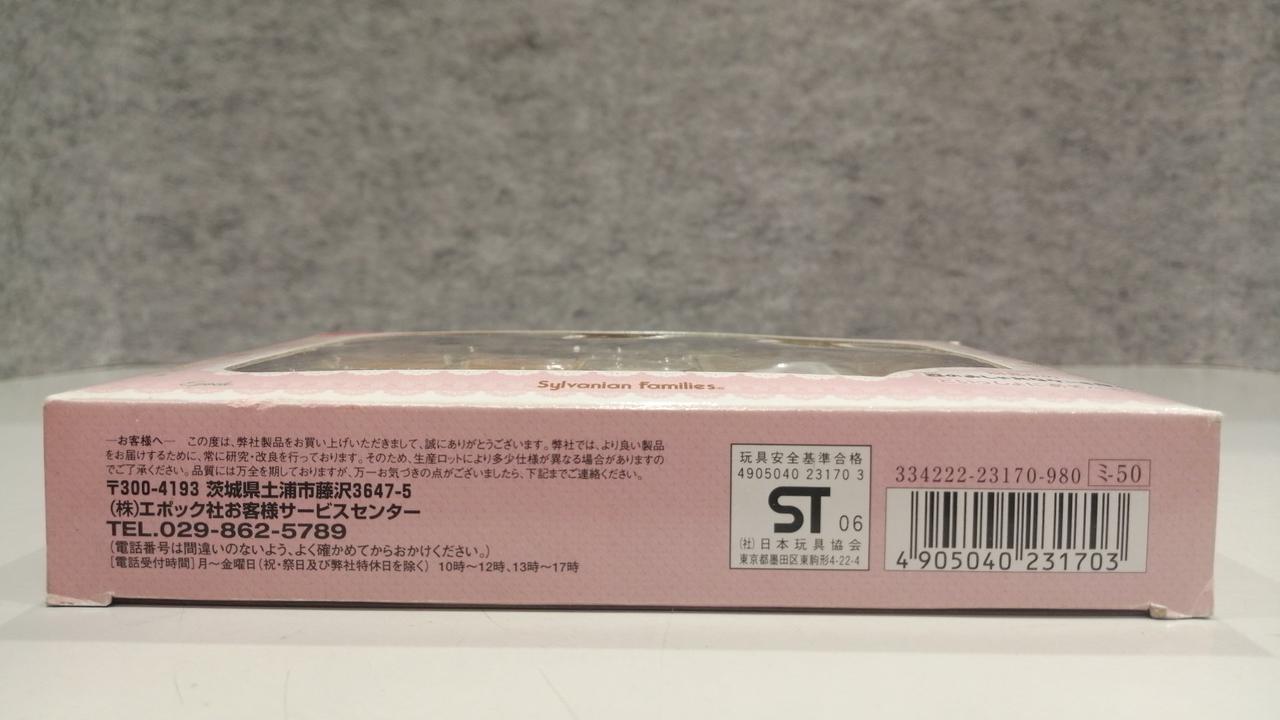 Epoch
Sylvanian Families
―お客様へ― この度は、弊社製品をお買い上げいただきまして、誠にありがとうございます。弊社では、より良い製品
をお届けするために、常に研究・改良を行っております。そのため、生産ロットにより多少仕様が異なる場合がありますの
でご了承ください。品質には万全を期しておりますが、万一お気づきの点がございましたら、下記までご連絡ください。
〒300-4193 茨城県土浦市藤沢3647-5
(株)エポック社お客様サービスセンター
TEL.029-862-5789
(電話番号は間違いのないよう、よく確かめてからおかけください。)
[電話受付時間]月〜金曜日(祝・祭日及び弊社特休日を除く) 10時〜12時、13時〜17時
玩具安全基準合格
4905040 23170 3
ST 06
(社)日本玩具協会
東京都墨田区東駒形4-22-4
334222-23170-980 ミ-50
4 905040 231703